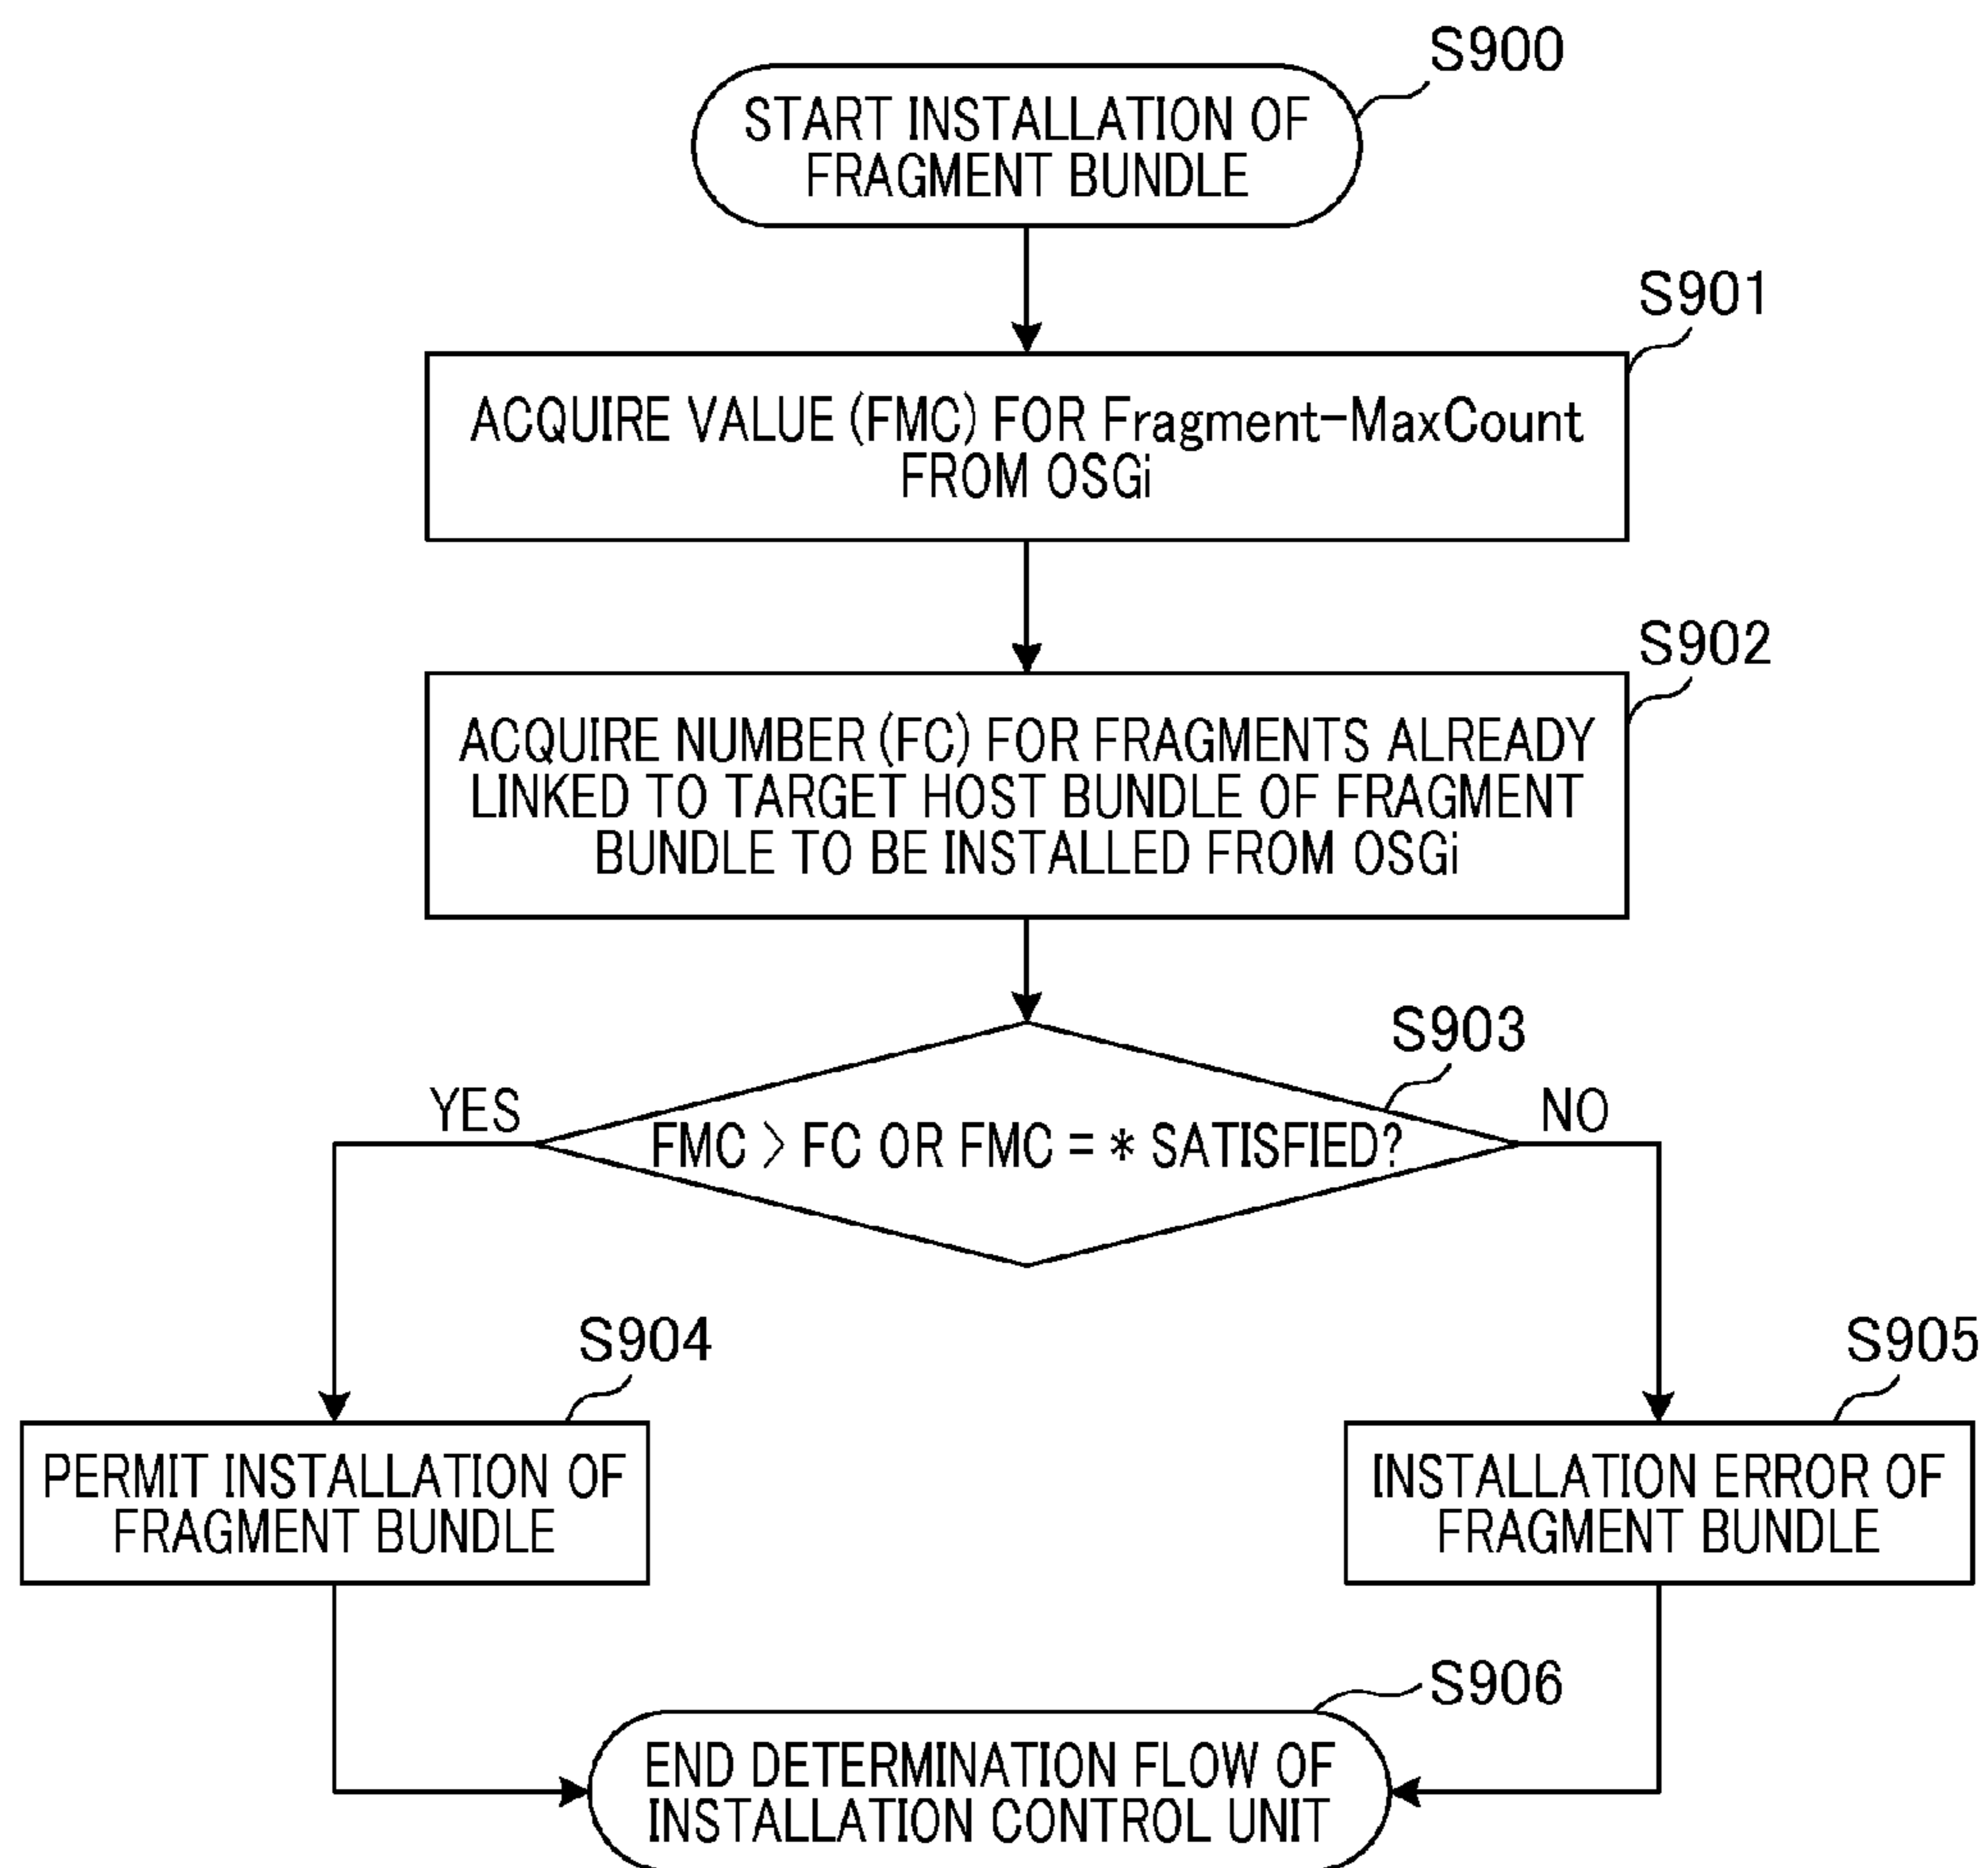 S900
START INSTALLATION OF
FRAGMENT BUNDLE
S901
ACQUIRE VALUE (FMC) FOR Fragment-MaxCount
FROM OSGi
S902
ACQUIRE NUMBER (FC) FOR FRAGMENTS ALREADY
LINKED TO TARGET HOST BUNDLE OF FRAGMENT
BUNDLE TO BE INSTALLED FROM OSGi
S903
YES
NO
FMC > FC OR FMC = * SATISFIED?
S904
S905
PERMIT INSTALLATION OF
FRAGMENT BUNDLE
INSTALLATION ERROR OF
FRAGMENT BUNDLE
S906
END DETERMINATION FLOW OF
INSTALLATION CONTROL UNIT